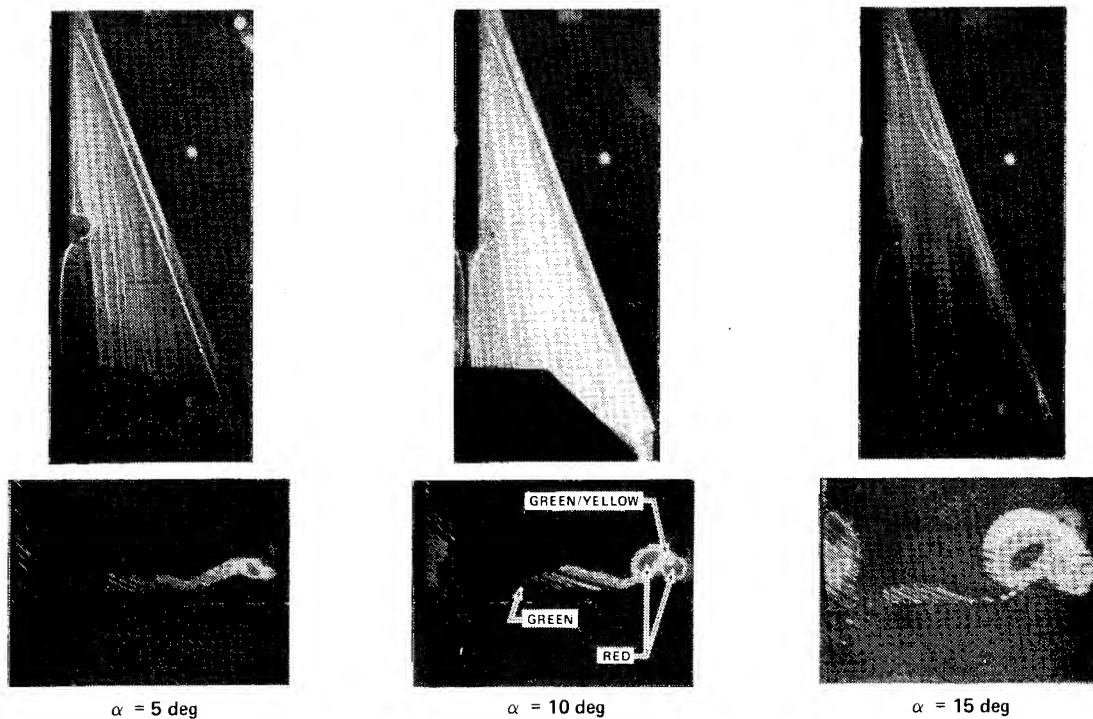 GREEN/YELLOW
GREEN
RED
α = 5 deg
α = 10 deg
α = 15 deg